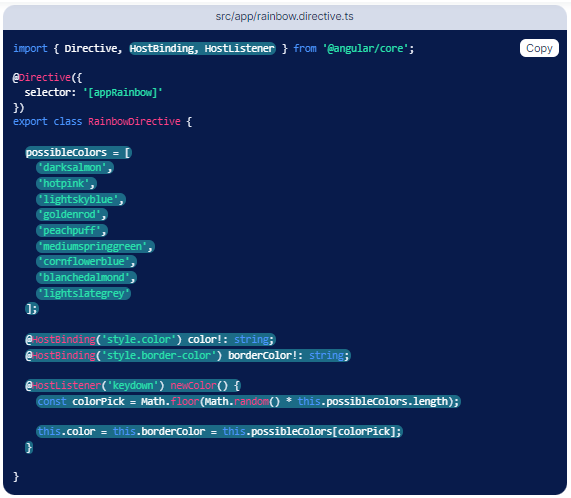 src/app/rainbow.directive.ts
import { Directive, HostBinding, HostListener } from '@angular/core';
Copy
@Directive({
  selector: '[appRainbow]'
})
export class RainbowDirective {
  possibleColors = [
    'darksalmon',
    'hotpink',
    'lightskyblue',
    'goldenrod',
    'peachpuff',
    'mediumspringgreen',
    'cornflowerblue',
    'blanchedalmond',
    'lightslategrey'
  ];
  @HostBinding('style.color') color!: string;
  @HostBinding('style.border-color') borderColor!: string;
  @HostListener('keydown') newColor() {
    const colorPick = Math.floor(Math.random() * this.possibleColors.length);
    this.color = this.borderColor = this.possibleColors[colorPick];
  }
}